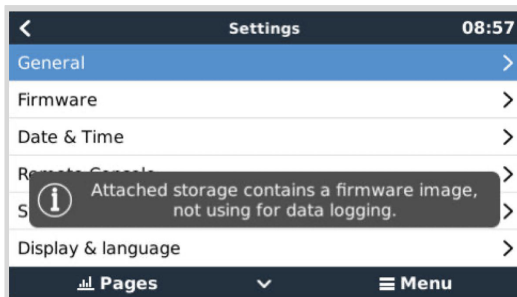 Settings
08:57
General
Firmware
Date & Time
Attached storage contains a firmware image,
not using for data logging.
Display & language
Pages
Menu